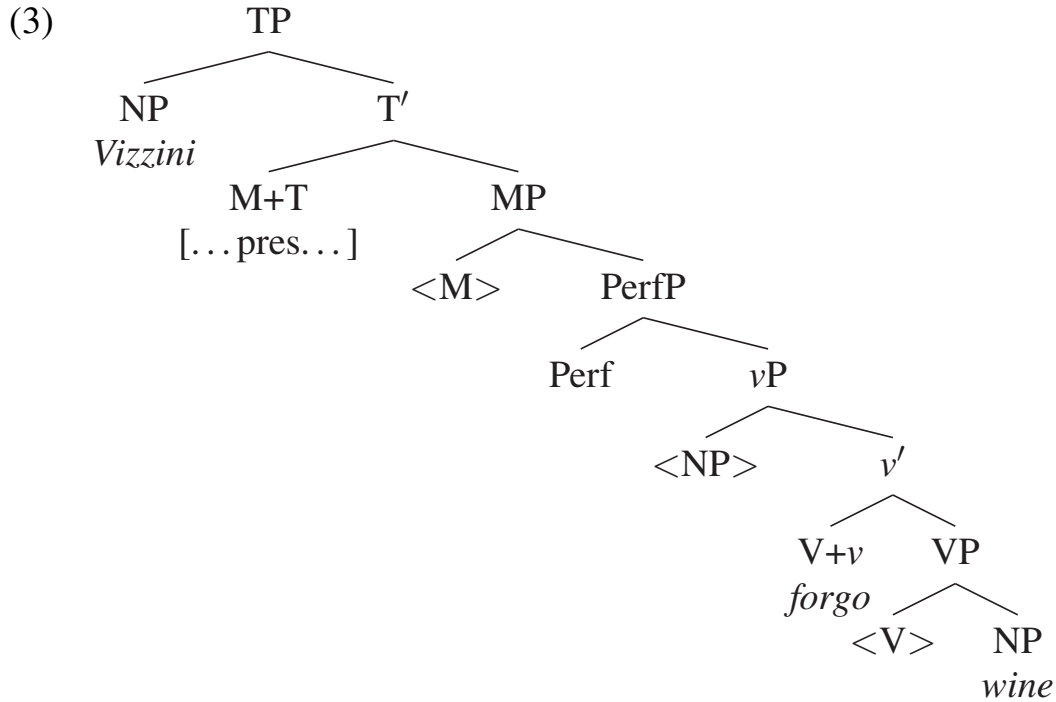 (3) TP
NP T′
Vizzini
M+T MP
[…pres…]
<M> PerfP
Perf vP
<NP> v′
V+v VP
forgo
<V> NP
wine